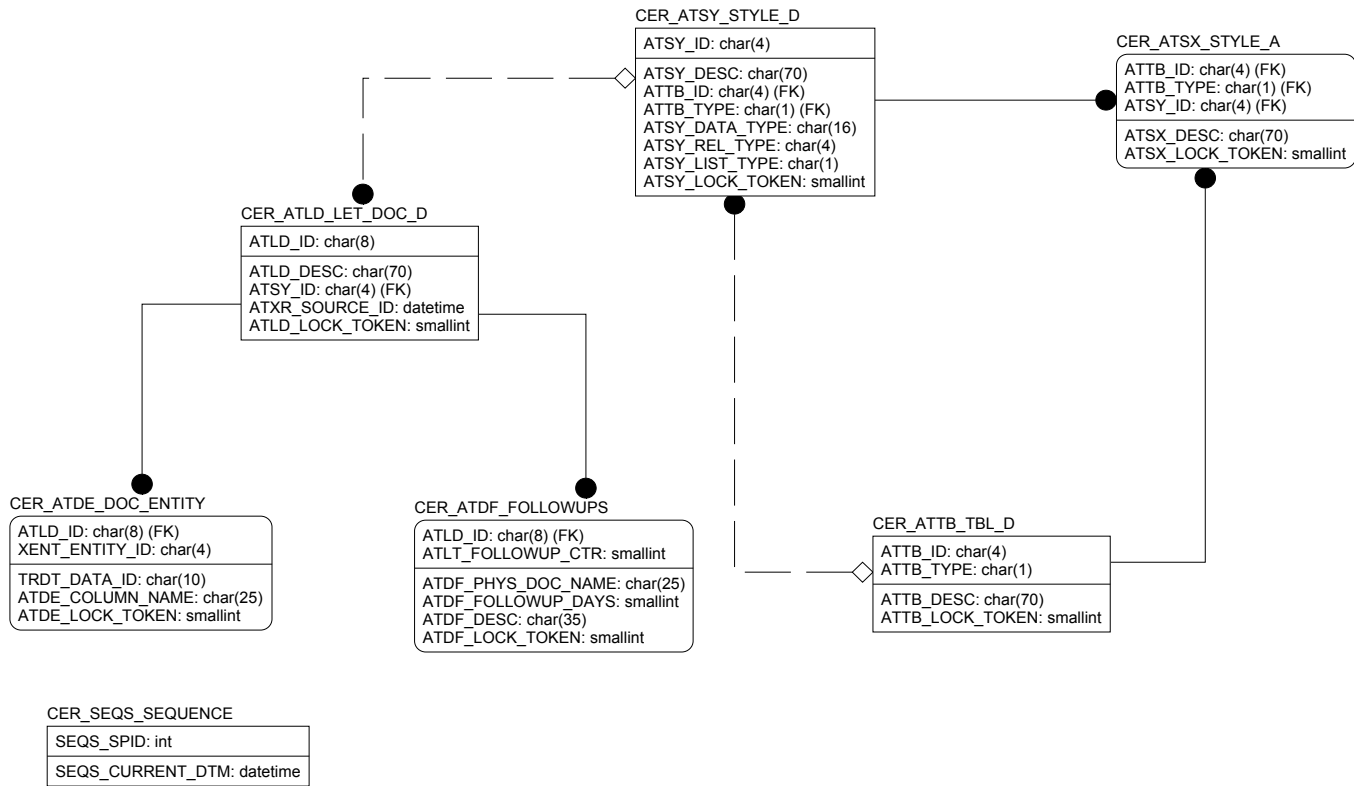 CER_ATSY_STYLE_D
ATSY_ID: char(4)
ATSY_DESC: char(70)
ATTB_ID: char(4) (FK)
ATTB_TYPE: char(1) (FK)
ATSY_DATA_TYPE: char(16)
ATSY_REL_TYPE: char(4)
ATSY_LIST_TYPE: char(1)
ATSY_LOCK_TOKEN: smallint
CER_ATSX_STYLE_A
ATTB_ID: char(4) (FK)
ATTB_TYPE: char(1) (FK)
ATSY_ID: char(4) (FK)
ATSX_DESC: char(70)
ATSX_LOCK_TOKEN: smallint
CER_ATLD_LET_DOC_D
ATLD_ID: char(8)
ATLD_DESC: char(70)
ATSY_ID: char(4) (FK)
ATXR_SOURCE_ID: datetime
ATLD_LOCK_TOKEN: smallint
CER_ATDE_DOC_ENTITY
ATLD_ID: char(8) (FK)
XENT_ENTITY_ID: char(4)
TRDT_DATA_ID: char(10)
ATDE_COLUMN_NAME: char(25)
ATDE_LOCK_TOKEN: smallint
CER_ATDF_FOLLOWUPS
ATLD_ID: char(8) (FK)
ATLT_FOLLOWUP_CTR: smallint
ATDF_PHYS_DOC_NAME: char(25)
ATDF_FOLLOWUP_DAYS: smallint
ATDF_DESC: char(35)
ATDF_LOCK_TOKEN: smallint
CER_ATTB_TBL_D
ATTB_ID: char(4)
ATTB_TYPE: char(1)
ATTB_DESC: char(70)
ATTB_LOCK_TOKEN: smallint
CER_SEQS_SEQUENCE
SEQS_SPID: int
SEQS_CURRENT_DTM: datetime